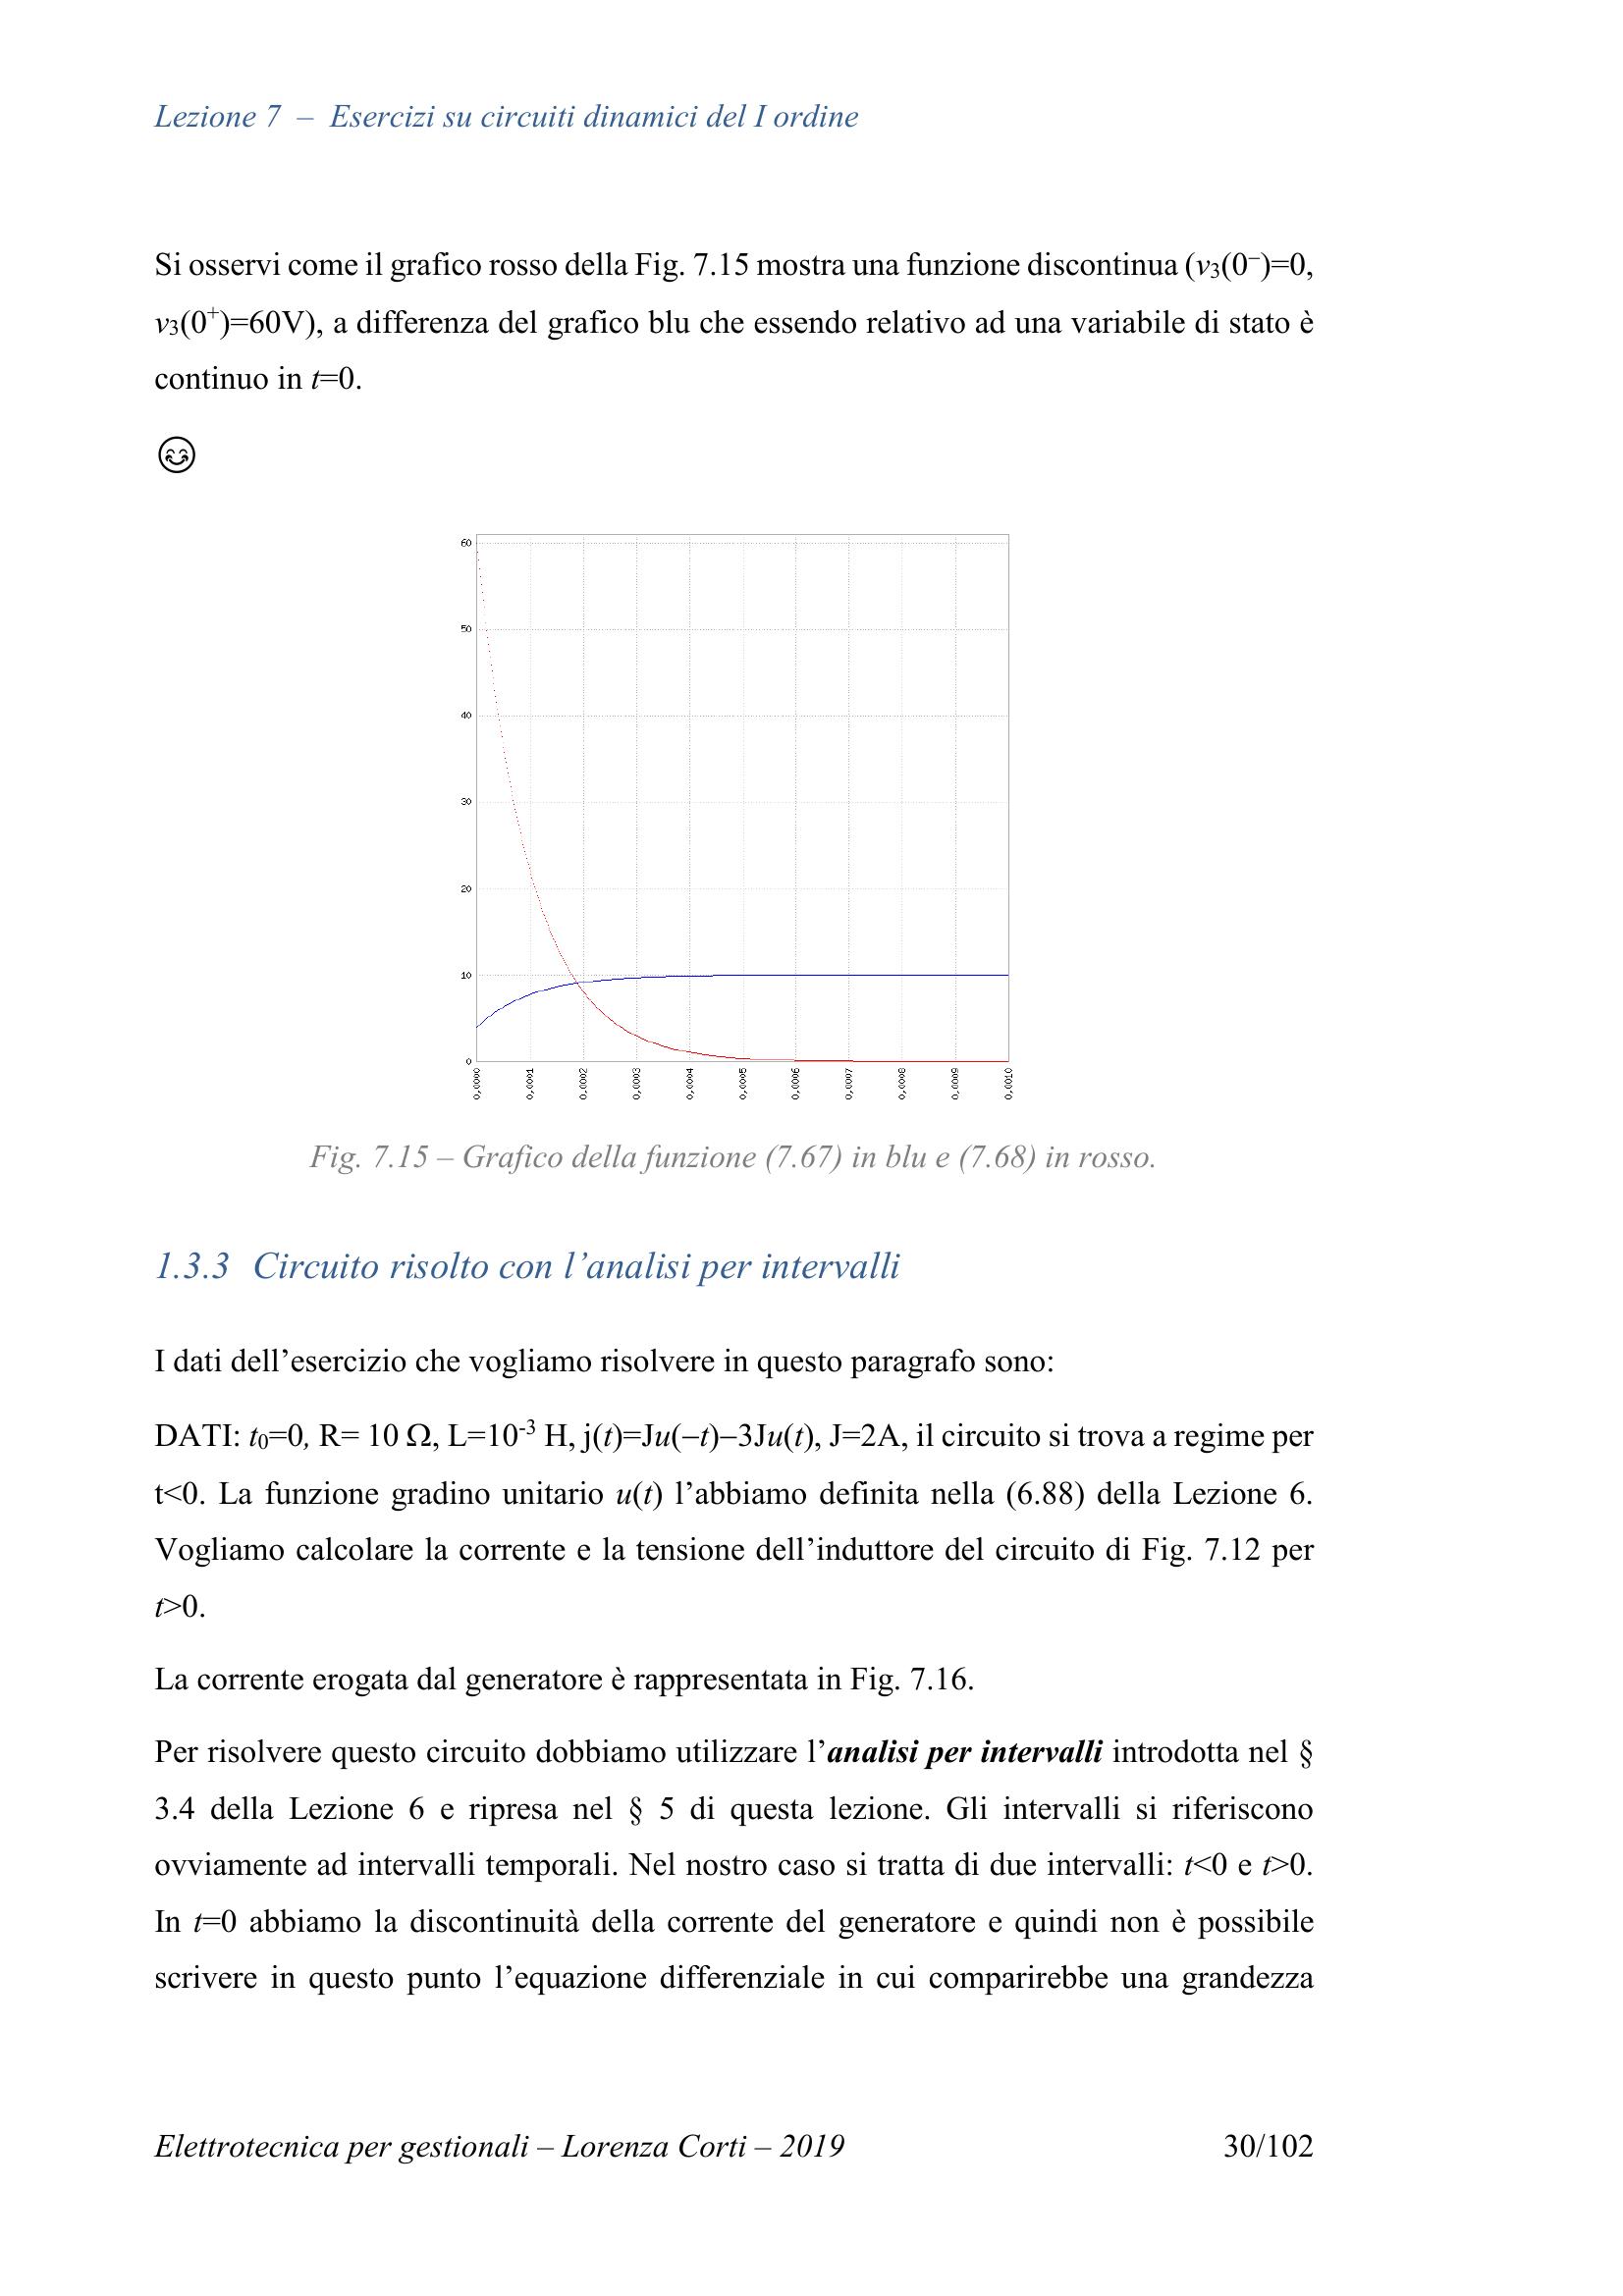 Lezione 7 – Esercizi su circuiti dinamici del I ordine
Si osservi come il grafico rosso della Fig. 7.15 mostra una funzione discontinua (v₃(0⁻)=0,
v₃(0⁺)=60V), a differenza del grafico blu che essendo relativo ad una variabile di stato è
continuo in t=0.
😊
60
50
40
30
20
10
0
0,0000 0,0001 0,0002 0,0003 0,0004 0,0005 0,0006 0,0007 0,0008 0,0009 0,0010
Fig. 7.15 – Grafico della funzione (7.67) in blu e (7.68) in rosso.
1.3.3 Circuito risolto con l’analisi per intervalli
I dati dell’esercizio che vogliamo risolvere in questo paragrafo sono:
DATI: t₀=0, R= 10 Ω, L=10⁻³ H, j(t)=Ju(−t)−3Ju(t), J=2A, il circuito si trova a regime per
t<0. La funzione gradino unitario u(t) l’abbiamo definita nella (6.88) della Lezione 6.
Vogliamo calcolare la corrente e la tensione dell’induttore del circuito di Fig. 7.12 per
t>0.
La corrente erogata dal generatore è rappresentata in Fig. 7.16.
Per risolvere questo circuito dobbiamo utilizzare l’analisi per intervalli introdotta nel §
3.4 della Lezione 6 e ripresa nel § 5 di questa lezione. Gli intervalli si riferiscono
ovviamente ad intervalli temporali. Nel nostro caso si tratta di due intervalli: t<0 e t>0.
In t=0 abbiamo la discontinuità della corrente del generatore e quindi non è possibile
scrivere in questo punto l’equazione differenziale in cui comparirebbe una grandezza
Elettrotecnica per gestionali – Lorenza Corti – 2019 30/102